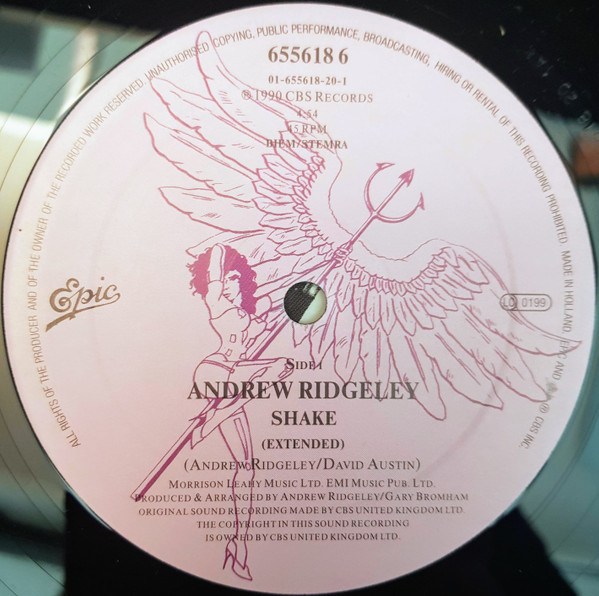 ALL RIGHTS OF THE PRODUCER AND OF THE OWNER OF THE RECORDED WORK RESERVED UNAUTHORISED COPYING, PUBLIC PERFORMANCE, BROADCASTING, HIRING OR RENTAL OF THIS RECORDING PROHIBITED. MADE IN HOLLAND. EPIC AND ® CBS INC.
655618 6
01-655618-20-1
℗ 1990 CBS RECORDS
4:54
45 RPM
BIEM/STEMRA
Epic
LC 0199
SIDE 1
ANDREW RIDGELEY
SHAKE
(EXTENDED)
(ANDREW RIDGELEY/DAVID AUSTIN)
MORRISON LEAHY MUSIC LTD. EMI MUSIC PUB. LTD.
PRODUCED & ARRANGED BY ANDREW RIDGELEY/GARY BROMHAM
ORIGINAL SOUND RECORDING MADE BY CBS UNITED KINGDOM LTD.
THE COPYRIGHT IN THIS SOUND RECORDING
IS OWNED BY CBS UNITED KINGDOM LTD.